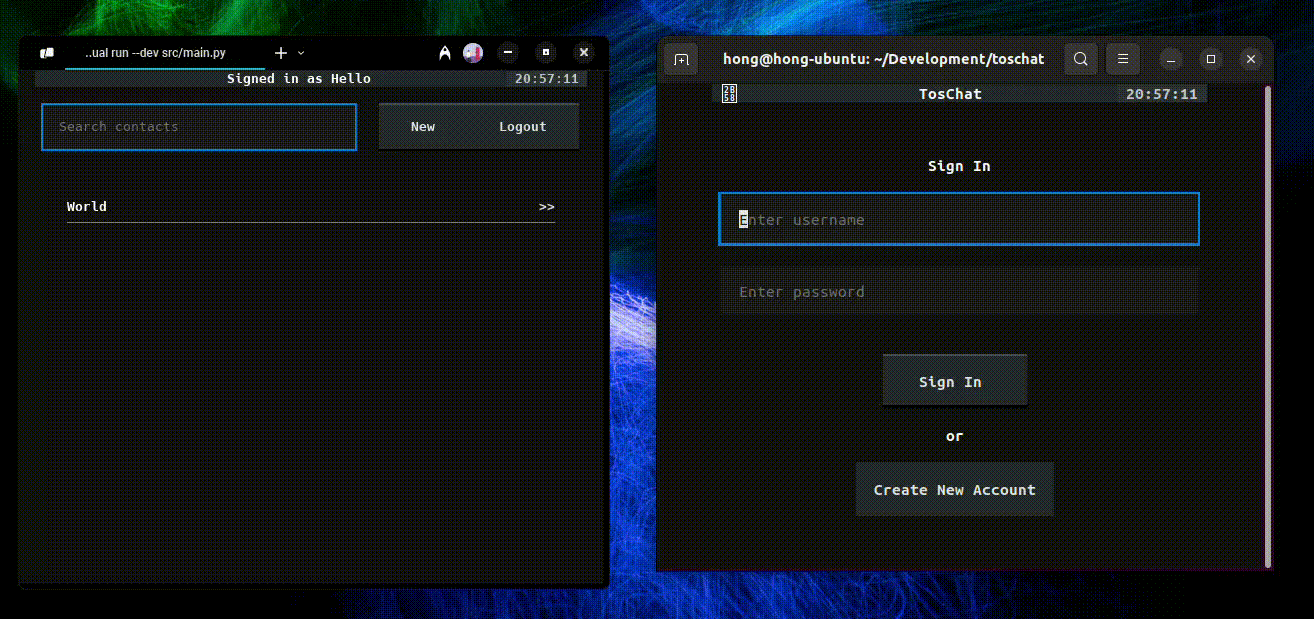 ..ual run --dev src/main.py
Signed in as Hello 20:57:11
Search contacts
New Logout
World >>
hong@hong-ubuntu: ~/Development/toschat
TosChat 20:57:11
Sign In
Enter username
Enter password
Sign In
or
Create New Account